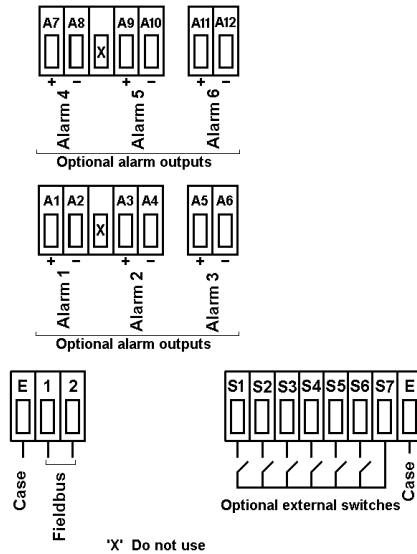 A7 A8 X A9 A10 A11 A12
+ − + − + −
Alarm 4 Alarm 5 Alarm 6
Optional alarm outputs
A1 A2 X A3 A4 A5 A6
+ − + − + −
Alarm 1 Alarm 2 Alarm 3
Optional alarm outputs
E 1 2
Case
Fieldbus
S1 S2 S3 S4 S5 S6 S7 E
Optional external switches
Case
'X' Do not use